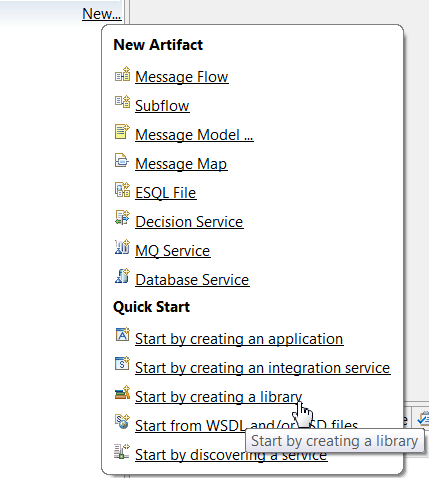 New...
New Artifact
Message Flow
Subflow
Message Model ...
Message Map
ESQL File
Decision Service
MQ Service
Database Service
Quick Start
Start by creating an application
Start by creating an integration service
Start by creating a library
Start from WSDL and/or XSD files
Start by creating a library
Start by discovering a service